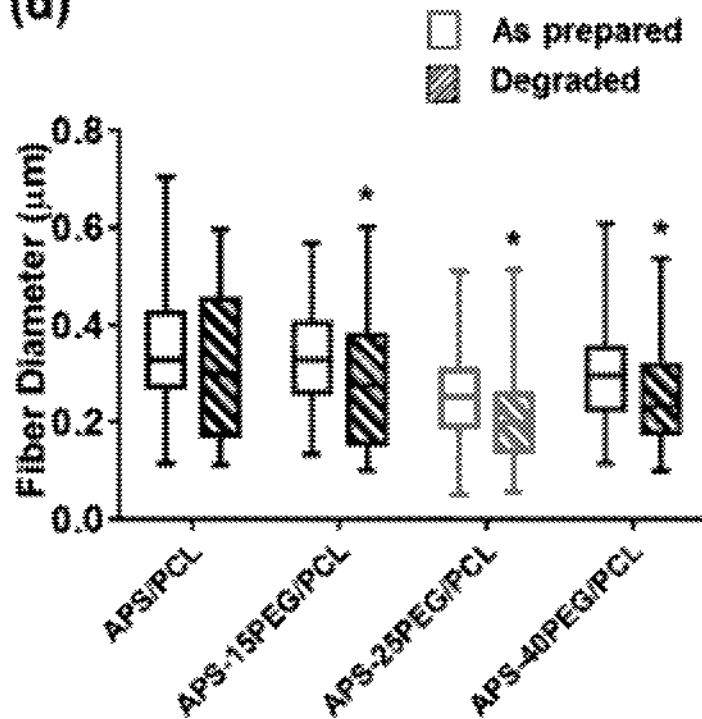 (d)
As prepared
Degraded
Fiber Diameter (μm)
0.8
0.6
0.4
0.2
0.0
*
*
*
APS/PCL
APS-15PEG/PCL
APS-25PEG/PCL
APS-40PEG/PCL